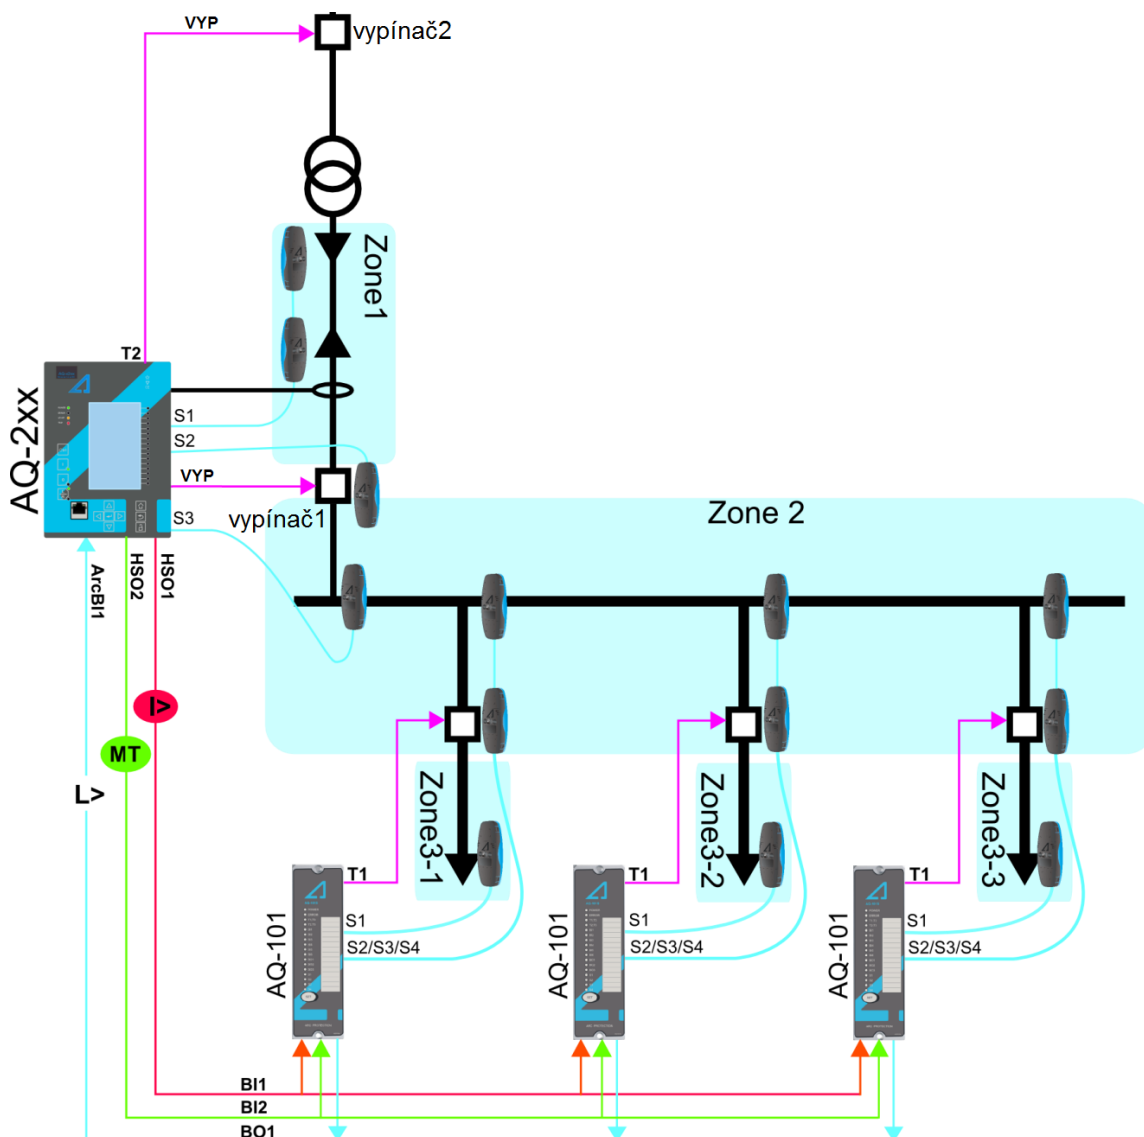 VYP
vypínač2
Zone1
T2
AQ-2xx
S1
S2
VYP
vypínač1
S3
Zone 2
ArcBI1
HSO2
HSO1
I>
MT
L>
Zone3-1
Zone3-2
Zone3-3
T1
T1
T1
AQ-101
S1
S2/S3/S4
AQ-101
S1
S2/S3/S4
AQ-101
S1
S2/S3/S4
BI1
BI2
BO1